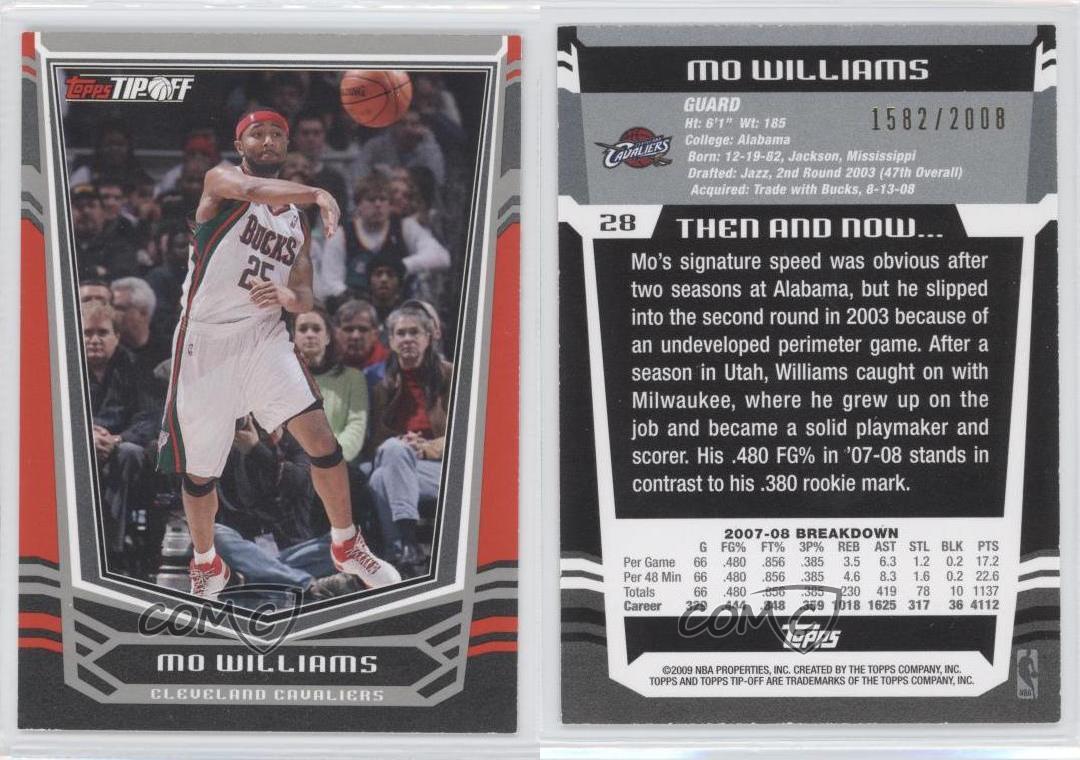 Topps TIP-OFF
BUCKS
25
COMC
MO WILLIAMS
CLEVELAND CAVALIERS
MO WILLIAMS
GUARD
1582/2008
Ht: 6'1" Wt: 185
College: Alabama
CAVALIERS
Born: 12-19-82, Jackson, Mississippi
Drafted: Jazz, 2nd Round 2003 (47th Overall)
Acquired: Trade with Bucks, 8-13-08
28
THEN AND NOW...
Mo's signature speed was obvious after
two seasons at Alabama, but he slipped
into the second round in 2003 because of
an undeveloped perimeter game. After a
season in Utah, Williams caught on with
Milwaukee, where he grew up on the
job and became a solid playmaker and
scorer. His .480 FG% in '07-08 stands in
contrast to his .380 rookie mark.
2007-08 BREAKDOWN
G FG% FT% 3P% REB AST STL BLK PTS
Per Game 66 .480 .856 .385 3.5 6.3 1.2 0.2 17.2
Per 48 Min 66 .480 .856 .385 4.6 8.3 1.6 0.2 22.6
Totals 66 .480 .856 .385 230 419 78 10 1137
Career 329 .444 .848 .359 1018 1625 317 36 4112
COMC
Topps
©2009 NBA PROPERTIES, INC. CREATED BY THE TOPPS COMPANY, INC.
TOPPS AND TOPPS TIP-OFF ARE TRADEMARKS OF THE TOPPS COMPANY, INC.
NBA